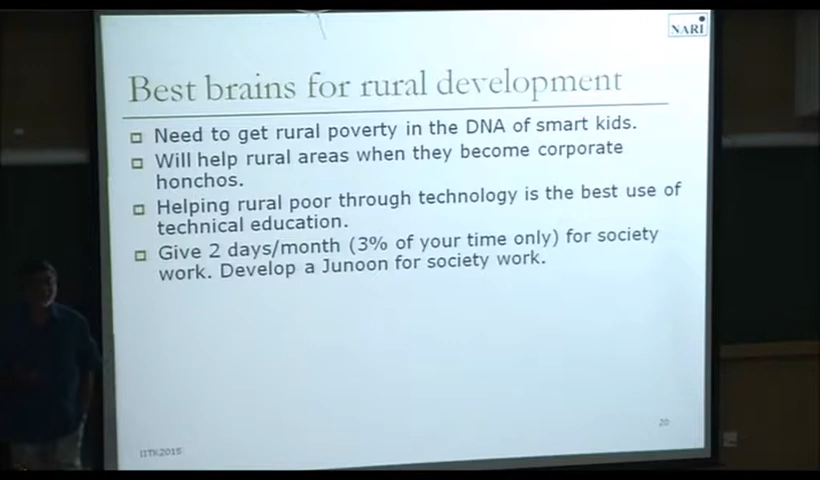 NARI
Best brains for rural development
Need to get rural poverty in the DNA of smart kids.
Will help rural areas when they become corporate
honchos.
Helping rural poor through technology is the best use of
technical education.
Give 2 days/month (3% of your time only) for society
work. Develop a Junoon for society work.
20
IITK2015